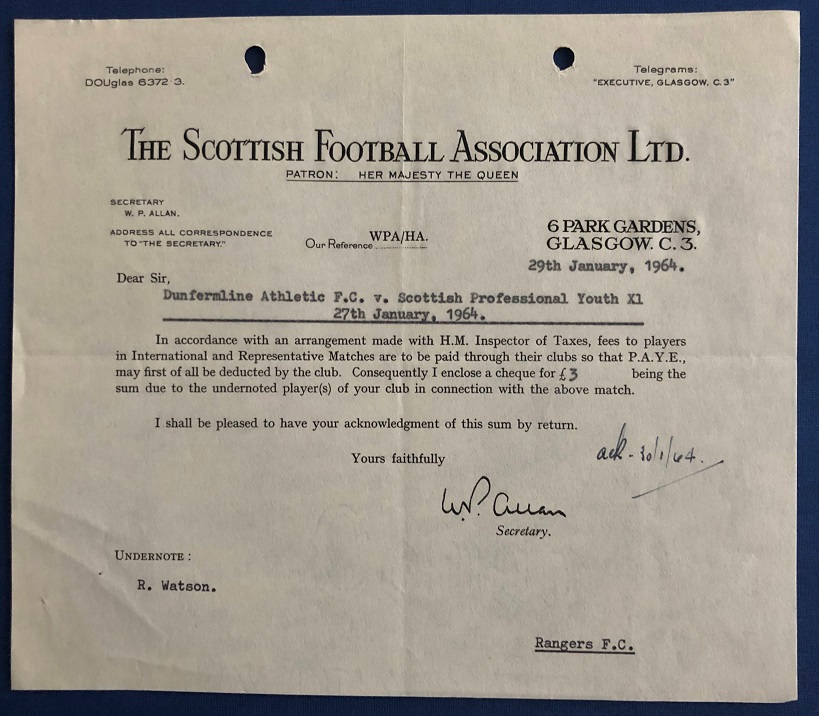 Telephone:
DOUglas 6372-3.
Telegrams:
"EXECUTIVE, GLASGOW, C.3"
THE SCOTTISH FOOTBALL ASSOCIATION LTD.
PATRON: HER MAJESTY THE QUEEN
SECRETARY
W. P. ALLAN.
ADDRESS ALL CORRESPONDENCE
TO "THE SECRETARY."
Our Reference WPA/HA.
6 PARK GARDENS,
GLASGOW. C. 3.
29th January, 1964.
Dear Sir,
Dunfermline Athletic F.C. v. Scottish Professional Youth X1
27th January, 1964.
In accordance with an arrangement made with H.M. Inspector of Taxes, fees to players
in International and Representative Matches are to be paid through their clubs so that P.A.Y.E.,
may first of all be deducted by the club. Consequently I enclose a cheque for £3 being the
sum due to the undernoted player(s) of your club in connection with the above match.
I shall be pleased to have your acknowledgment of this sum by return.
ack - 30/1/64.
Yours faithfully
W.P. Allan
Secretary.
UNDERNOTE :
R. Watson.
Rangers F.C.